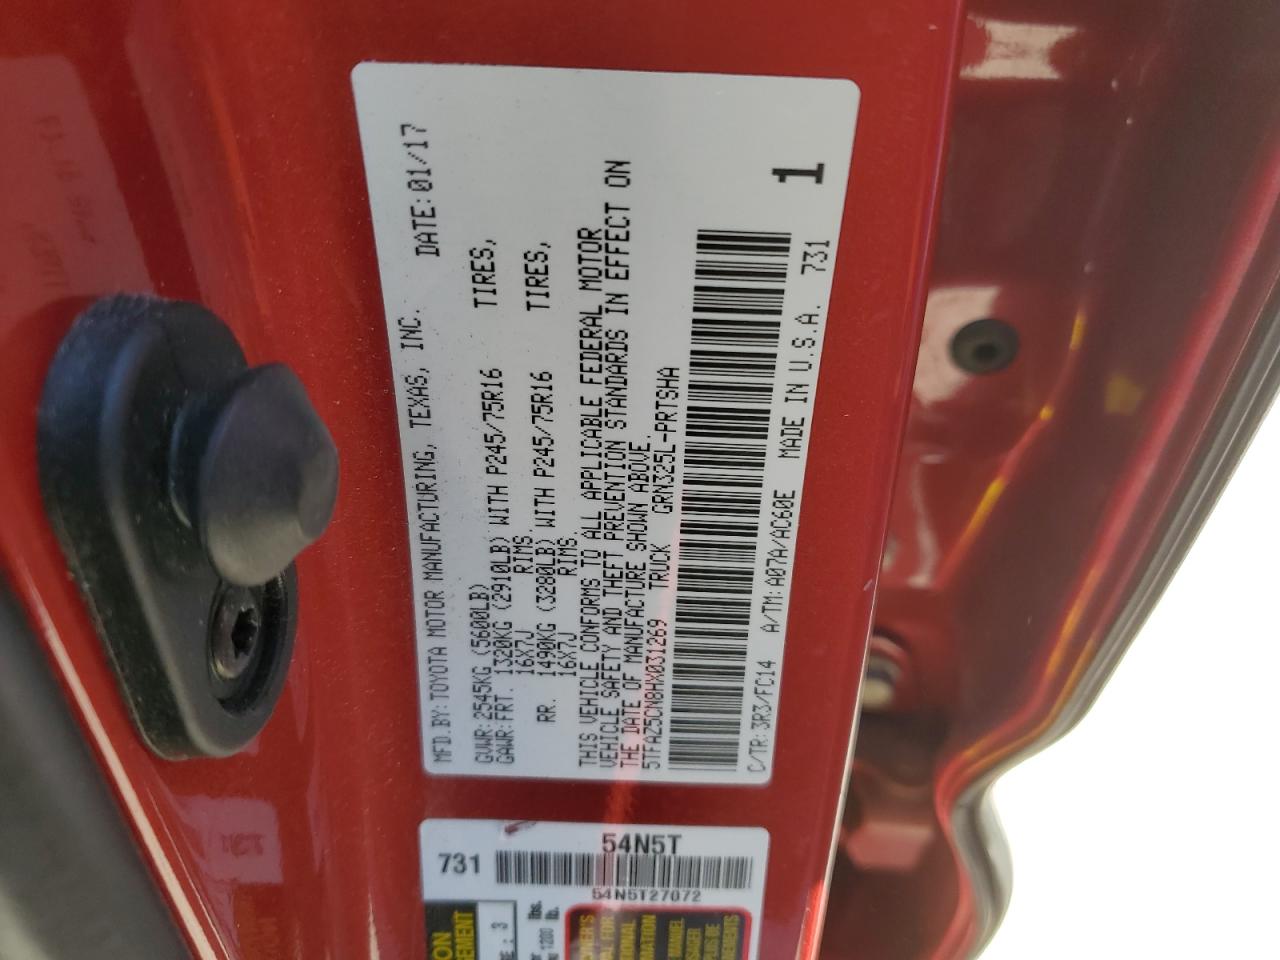 MFD.BY:TOYOTA MOTOR MANUFACTURING, TEXAS, INC. DATE:01/17
GVWR:2545KG (5600LB)
GAWR:FRT. 1320KG (2910LB) WITH P245/75R16 TIRES,
16X7J RIMS.
RR. 1490KG (3280LB) WITH P245/75R16 TIRES,
16X7J RIMS.
THIS VEHICLE CONFORMS TO ALL APPLICABLE FEDERAL MOTOR
VEHICLE SAFETY AND THEFT PREVENTION STANDARDS IN EFFECT ON
THE DATE OF MANUFACTURE SHOWN ABOVE.
5TFAZ5CN8HX031269 TRUCK GRN325L-PRTSHA
C/TR:3R3/FC14 A/TM:A07A/AC60E MADE IN U.S.A. 731
1
731
54N5T
54N5T27072